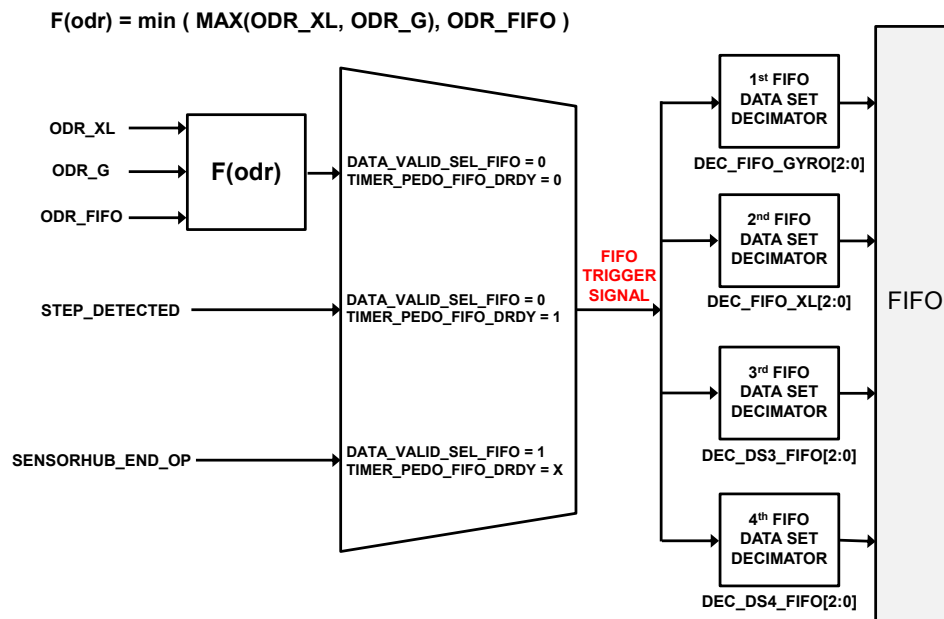 F(odr) = min ( MAX(ODR_XL, ODR_G), ODR_FIFO )
ODR_XL
ODR_G
ODR_FIFO
F(odr)
DATA_VALID_SEL_FIFO = 0
TIMER_PEDO_FIFO_DRDY = 0
STEP_DETECTED
DATA_VALID_SEL_FIFO = 0
TIMER_PEDO_FIFO_DRDY = 1
SENSORHUB_END_OP
DATA_VALID_SEL_FIFO = 1
TIMER_PEDO_FIFO_DRDY = X
FIFO
TRIGGER
SIGNAL
1st FIFO
DATA SET
DECIMATOR
DEC_FIFO_GYRO[2:0]
2nd FIFO
DATA SET
DECIMATOR
DEC_FIFO_XL[2:0]
3rd FIFO
DATA SET
DECIMATOR
DEC_DS3_FIFO[2:0]
4th FIFO
DATA SET
DECIMATOR
DEC_DS4_FIFO[2:0]
FIFO